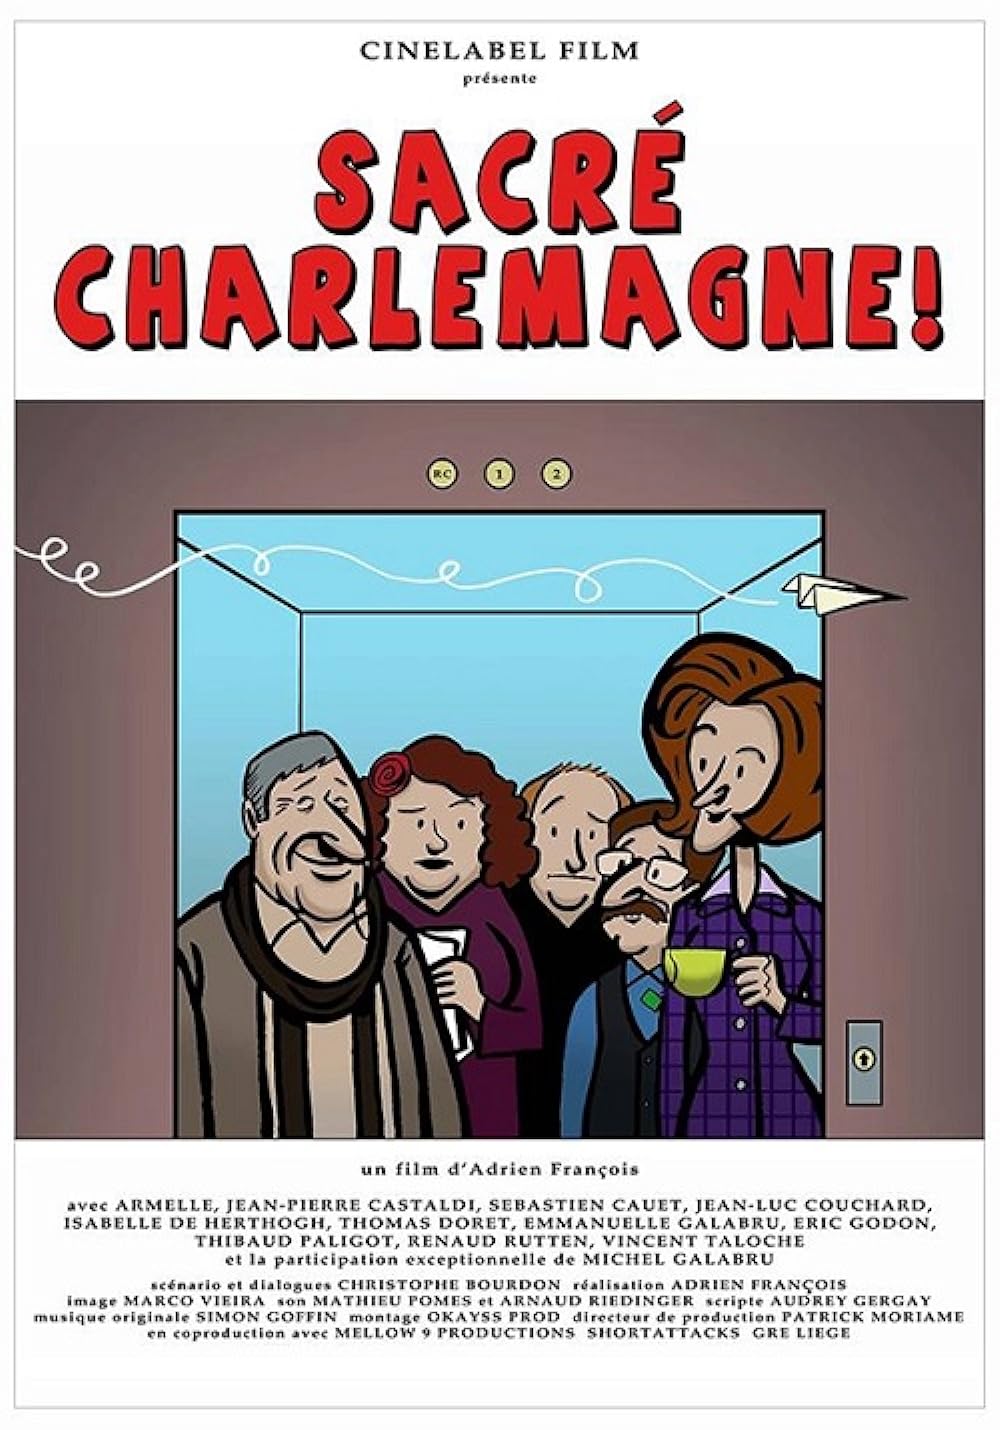 CINELABEL FILM
présente
SACRÉ
CHARLEMAGNE!
RC 1 2
un film d'Adrien François
avec ARMELLE, JEAN-PIERRE CASTALDI, SEBASTIEN CAUET, JEAN-LUC COUCHARD,
ISABELLE DE HERTHOGH, THOMAS DORET, EMMANUELLE GALABRU, ERIC GODON,
THIBAUD PALIGOT, RENAUD RUTTEN, VINCENT TALOCHE
et la participation exceptionnelle de MICHEL GALABRU
scénario et dialogues CHRISTOPHE BOURDON réalisation ADRIEN FRANÇOIS
image MARCO VIEIRA son MATHIEU POMES et ARNAUD RIEDINGER scripte AUDREY GERGAY
musique originale SIMON GOFFIN montage OKAYSS PROD directeur de production PATRICK MORIAME
en coproduction avec MELLOW 9 PRODUCTIONS SHORTATTACKS GRE LIEGE